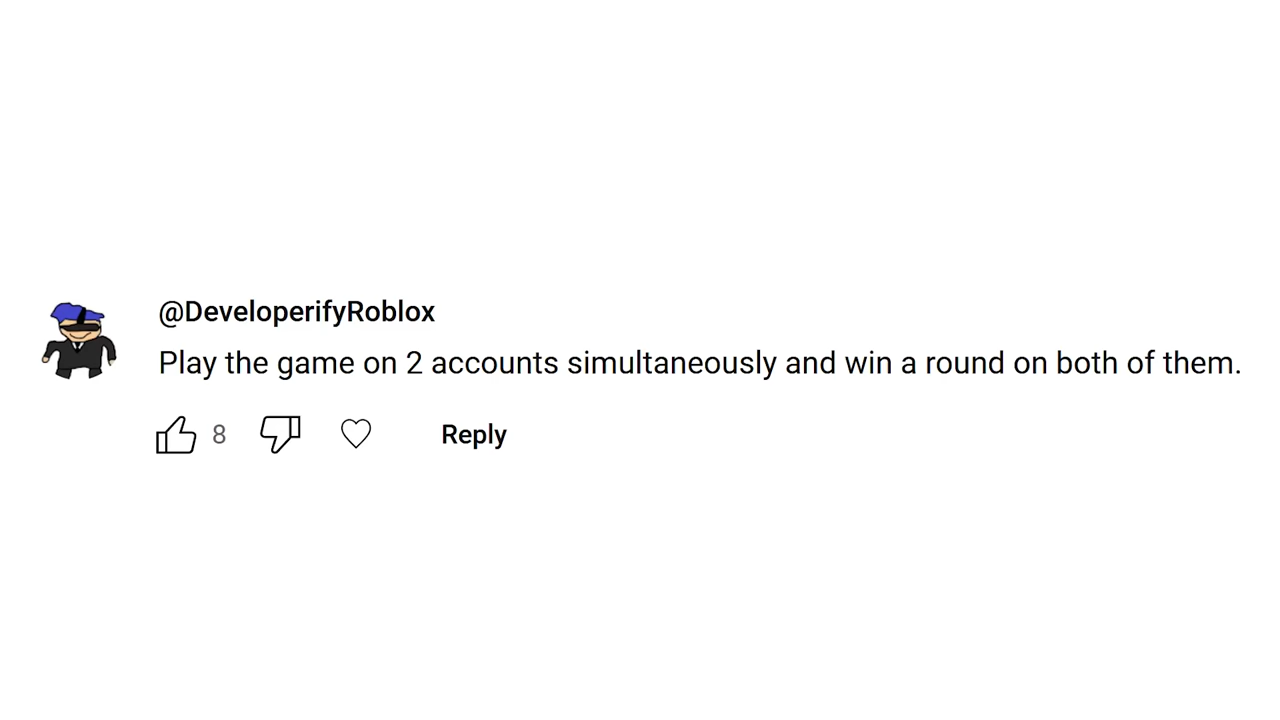 @DeveloperifyRoblox
Play the game on 2 accounts simultaneously and win a round on both of them.
8 Reply